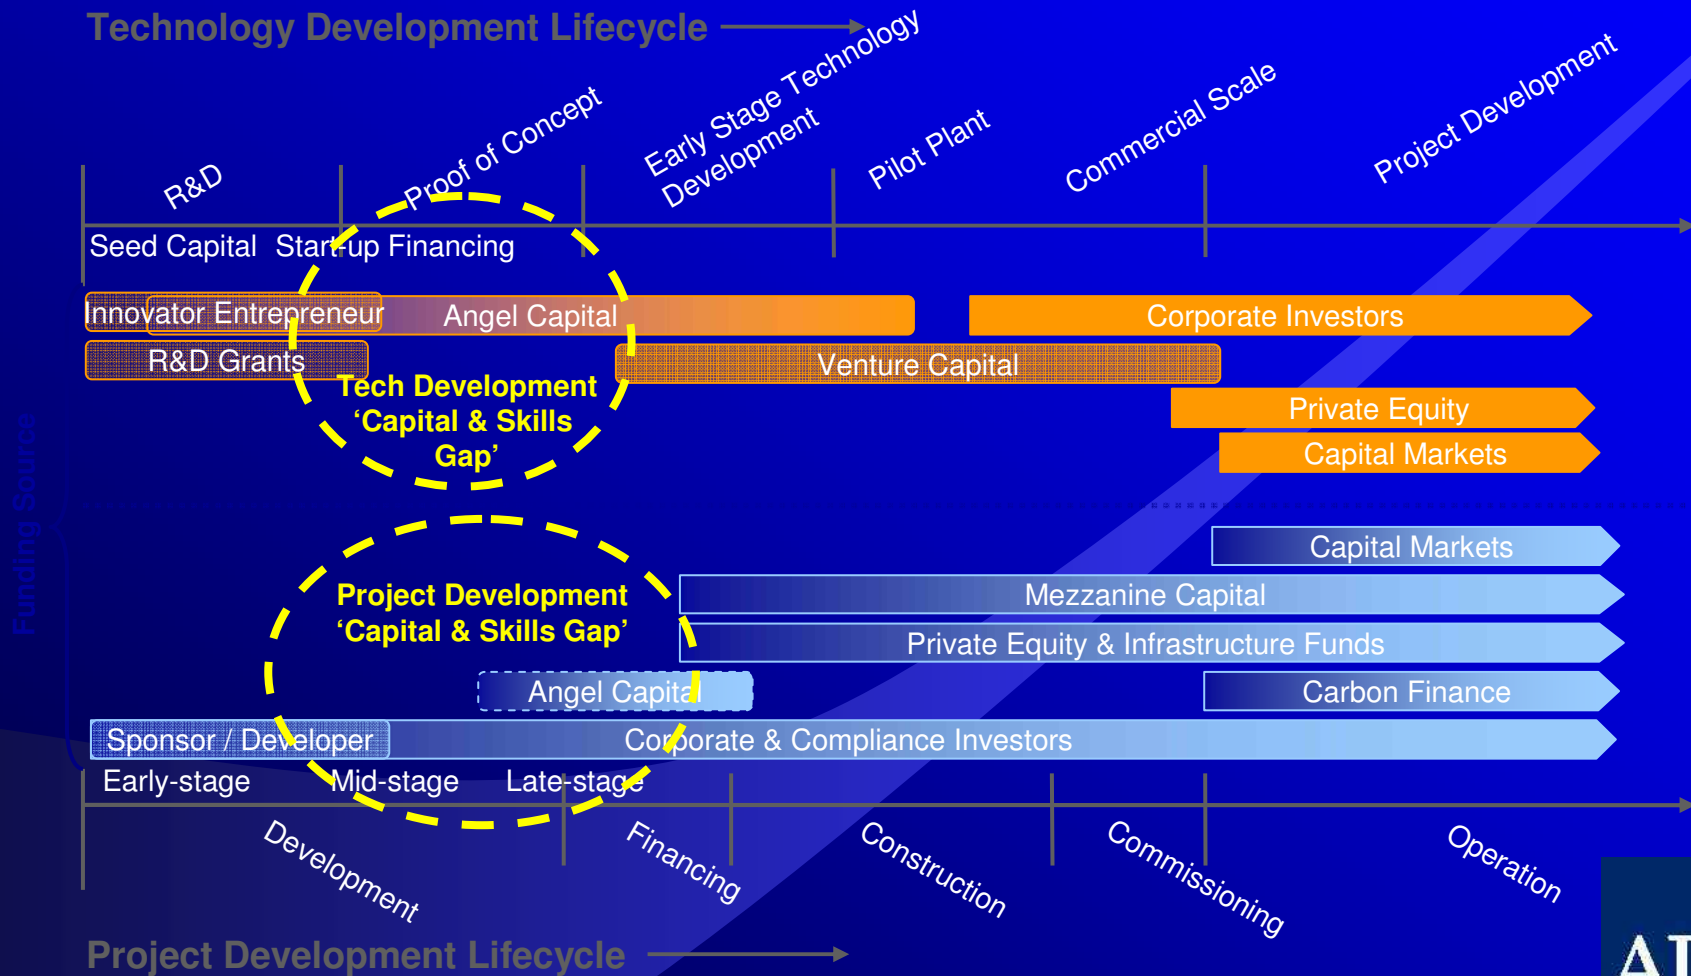 Technology Development Lifecycle
R&D
Proof of Concept
Early Stage Technology
Development
Pilot Plant
Commercial Scale
Project Development
Seed Capital
Start-up Financing
Innovator Entrepreneur
Angel Capital
Corporate Investors
R&D Grants
Venture Capital
Tech Development
‘Capital & Skills
Gap’
Private Equity
Capital Markets
Funding Source
Capital Markets
Project Development
‘Capital & Skills Gap’
Mezzanine Capital
Private Equity & Infrastructure Funds
Angel Capital
Carbon Finance
Sponsor / Developer
Corporate & Compliance Investors
Early-stage
Mid-stage
Late-stage
Development
Financing
Construction
Commissioning
Operation
Project Development Lifecycle